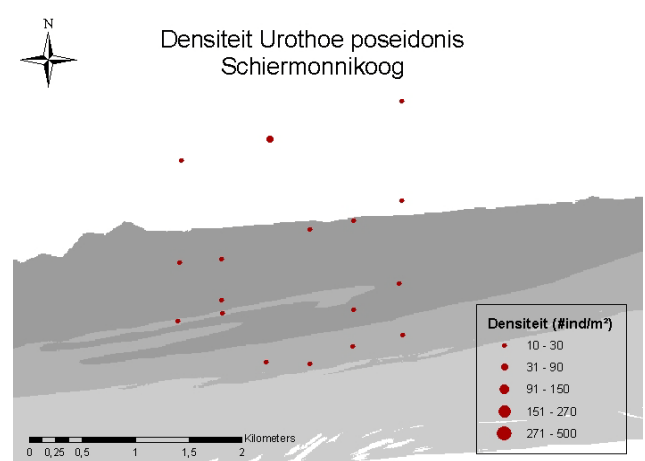 N
Densiteit Urothoe poseidonis
Schiermonnikoog
Densiteit (#ind/m²)
10 - 30
31 - 90
91 - 150
151 - 270
271 - 500
Kilometers
0 0,25 0,5 1 1,5 2